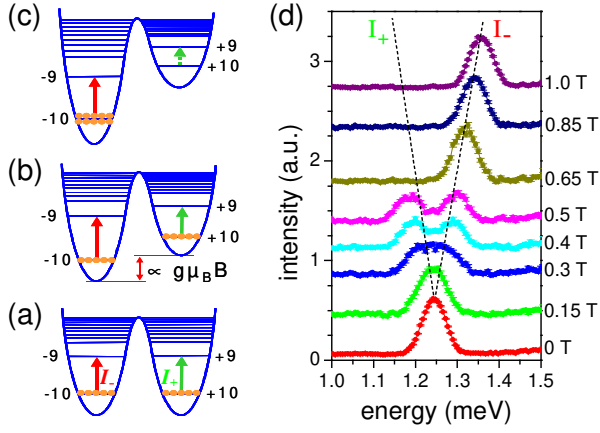 (c)
-9
-10
+9
+10
(b)
-9
-10
+9
+10
∝ gμBB
(a)
-9
-10
I-
I+
+9
+10
(d)
I+
I-
3
2
1
0
intensity (a.u.)
1.0 T
0.85 T
0.65 T
0.5 T
0.4 T
0.3 T
0.15 T
0 T
1.0 1.1 1.2 1.3 1.4 1.5
energy (meV)